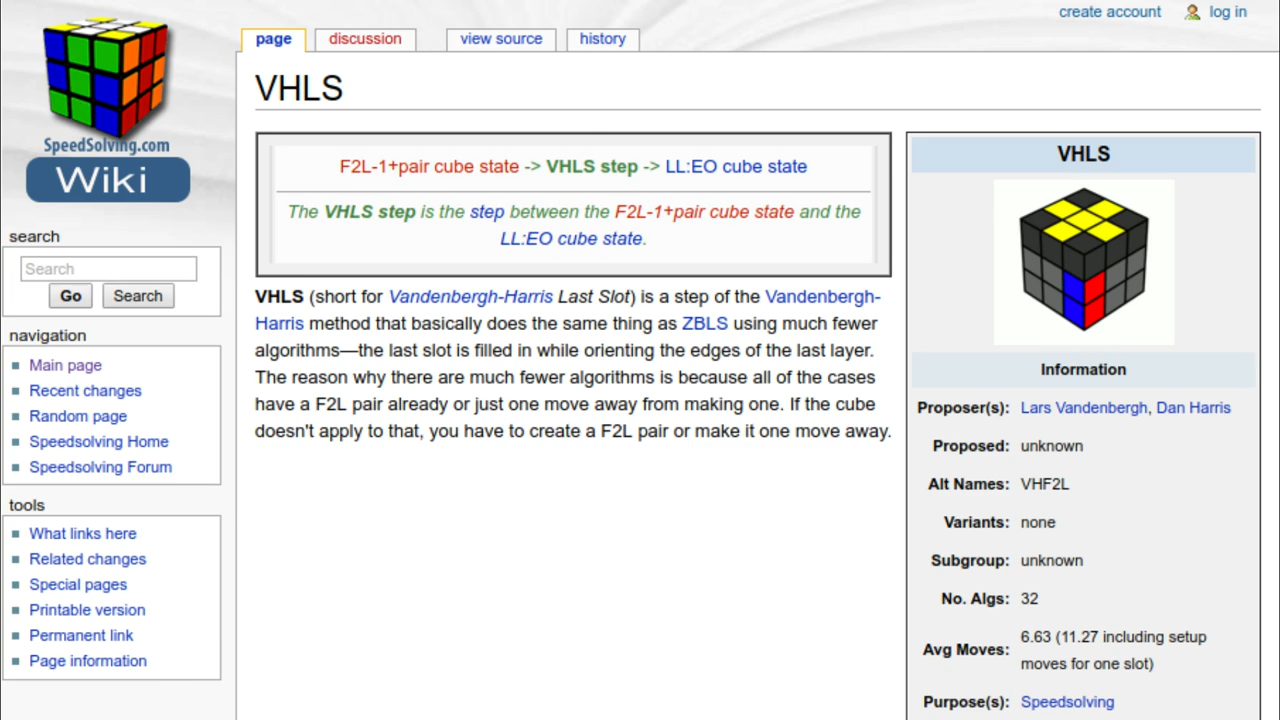 create account
log in
page
discussion
view source
history
SpeedSolving.com
Wiki
search
Search
Go
Search
navigation
Main page
Recent changes
Random page
Speedsolving Home
Speedsolving Forum
tools
What links here
Related changes
Special pages
Printable version
Permanent link
Page information
VHLS
F2L-1+pair cube state -> VHLS step -> LL:EO cube state
The VHLS step is the step between the F2L-1+pair cube state and the
LL:EO cube state.
VHLS (short for Vandenbergh-Harris Last Slot) is a step of the Vandenbergh-
Harris method that basically does the same thing as ZBLS using much fewer
algorithms—the last slot is filled in while orienting the edges of the last layer.
The reason why there are much fewer algorithms is because all of the cases
have a F2L pair already or just one move away from making one. If the cube
doesn't apply to that, you have to create a F2L pair or make it one move away.
VHLS
Information
Proposer(s): Lars Vandenbergh, Dan Harris
Proposed: unknown
Alt Names: VHF2L
Variants: none
Subgroup: unknown
No. Algs: 32
Avg Moves: 6.63 (11.27 including setup
moves for one slot)
Purpose(s): Speedsolving